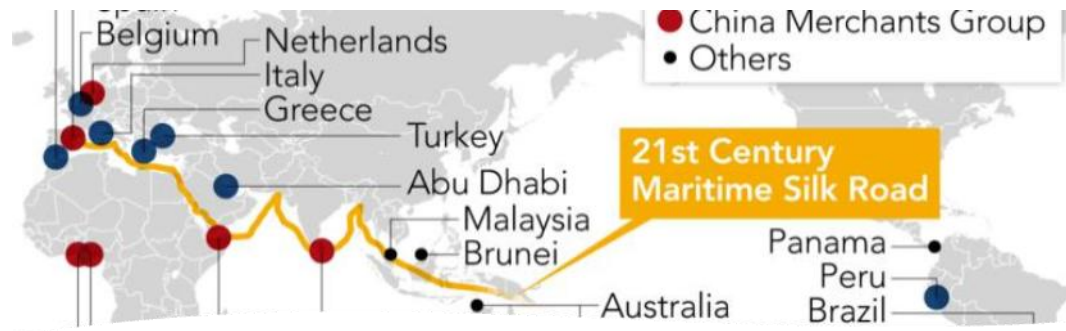 Belgium
China Merchants Group
Netherlands
Others
Italy
Greece
Turkey
21st Century
Maritime Silk Road
Abu Dhabi
Malaysia
Brunei
Panama
Peru
Australia
Brazil